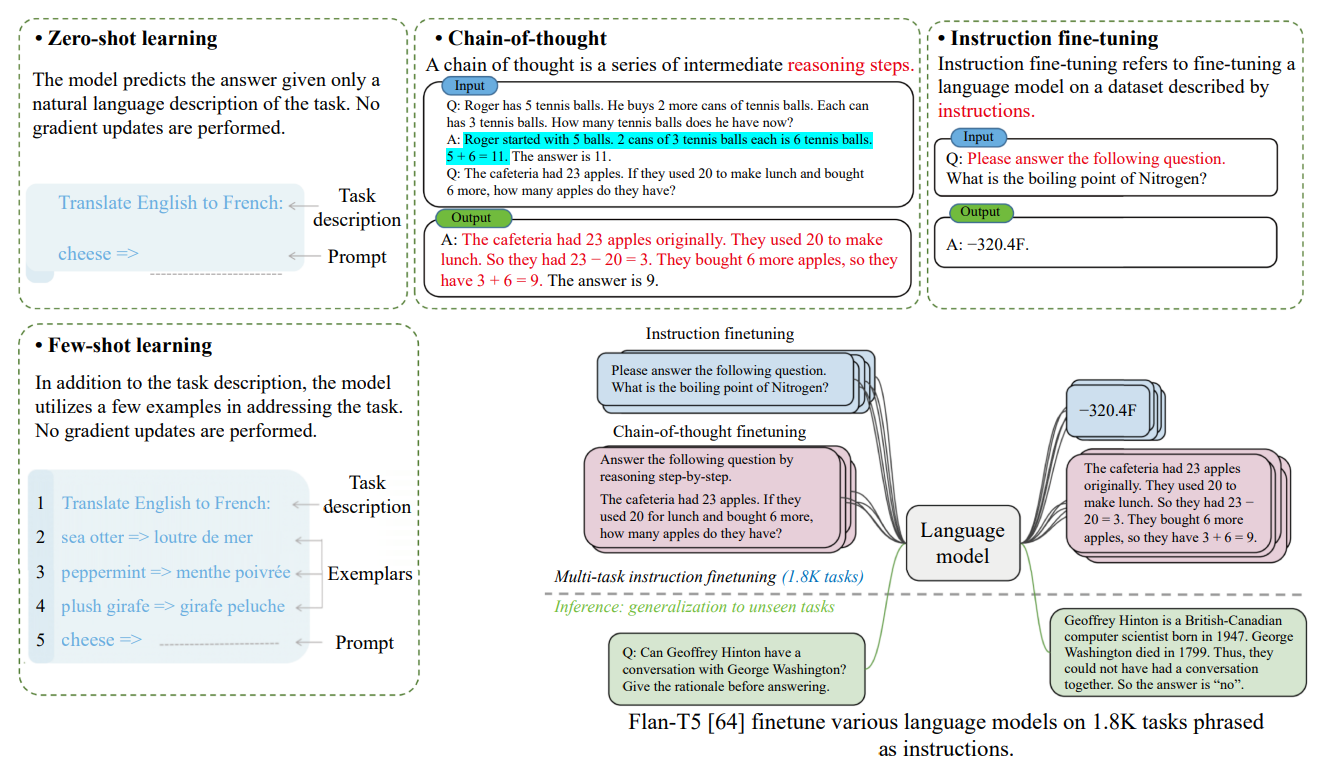 • Zero-shot learning
The model predicts the answer given only a
natural language description of the task. No
gradient updates are performed.
Translate English to French:
Task
description
cheese =>
Prompt
• Chain-of-thought
A chain of thought is a series of intermediate reasoning steps.
Input
Q: Roger has 5 tennis balls. He buys 2 more cans of tennis balls. Each can
has 3 tennis balls. How many tennis balls does he have now?
A: Roger started with 5 balls. 2 cans of 3 tennis balls each is 6 tennis balls.
5 + 6 = 11. The answer is 11.
Q: The cafeteria had 23 apples. If they used 20 to make lunch and bought
6 more, how many apples do they have?
Output
A: The cafeteria had 23 apples originally. They used 20 to make
lunch. So they had 23 − 20 = 3. They bought 6 more apples, so they
have 3 + 6 = 9. The answer is 9.
• Instruction fine-tuning
Instruction fine-tuning refers to fine-tuning a
language model on a dataset described by
instructions.
Input
Q: Please answer the following question.
What is the boiling point of Nitrogen?
Output
A: −320.4F.
• Few-shot learning
In addition to the task description, the model
utilizes a few examples in addressing the task.
No gradient updates are performed.
1 Translate English to French:
Task
description
2 sea otter => loutre de mer
3 peppermint => menthe poivrée
Exemplars
4 plush girafe => girafe peluche
5 cheese =>
Prompt
Instruction finetuning
Please answer the following question.
What is the boiling point of Nitrogen?
Chain-of-thought finetuning
Answer the following question by
reasoning step-by-step.
The cafeteria had 23 apples. If they
used 20 for lunch and bought 6 more,
how many apples do they have?
Language
model
−320.4F
The cafeteria had 23 apples
originally. They used 20 to
make lunch. So they had 23 −
20 = 3. They bought 6 more
apples, so they have 3 + 6 = 9.
Multi-task instruction finetuning (1.8K tasks)
Inference: generalization to unseen tasks
Q: Can Geoffrey Hinton have a
conversation with George Washington?
Give the rationale before answering.
Geoffrey Hinton is a British-Canadian
computer scientist born in 1947. George
Washington died in 1799. Thus, they
could not have had a conversation
together. So the answer is “no”.
Flan-T5 [64] finetune various language models on 1.8K tasks phrased
as instructions.